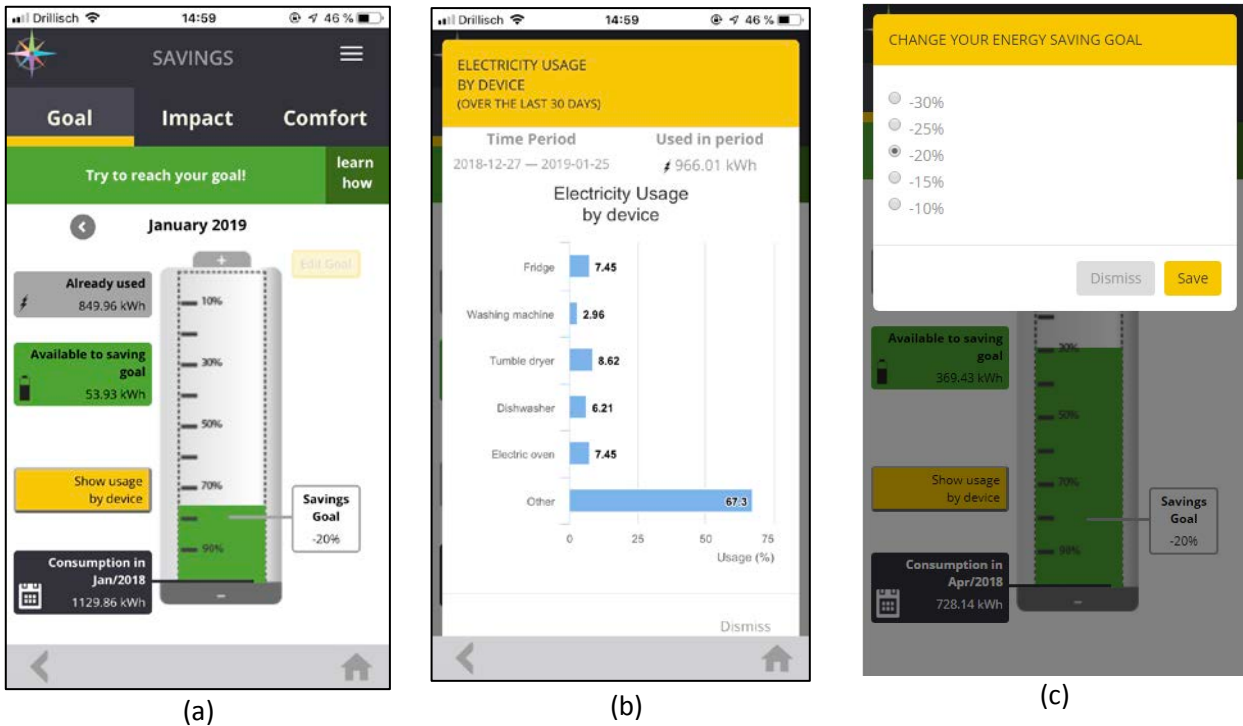 Drillisch 14:59 46 %
SAVINGS
Goal Impact Comfort
Try to reach your goal!
learn
how
January 2019
+
Edit Goal
Already used
849.96 kWh
10%
Available to saving
goal
53.93 kWh
30%
50%
Show usage
by device
70%
Savings
Goal
-20%
90%
Consumption in
Jan/2018
1129.86 kWh
-
(a)
Drillisch 14:59 46 %
ELECTRICITY USAGE
BY DEVICE
(OVER THE LAST 30 DAYS)
Time Period Used in period
2018-12-27 — 2019-01-25 966.01 kWh
Electricity Usage
by device
Fridge 7.45
Washing machine 2.96
Tumble dryer 8.62
Dishwasher 6.21
Electric oven 7.45
Other 67.3
0 25 50 75
Usage (%)
Dismiss
(b)
CHANGE YOUR ENERGY SAVING GOAL
-30%
-25%
-20%
-15%
-10%
Dismiss Save
Available to saving
goal
369.43 kWh
30%
50%
Show usage
by device
70%
Savings
Goal
-20%
90%
Consumption in
Apr/2018
728.14 kWh
-
(c)